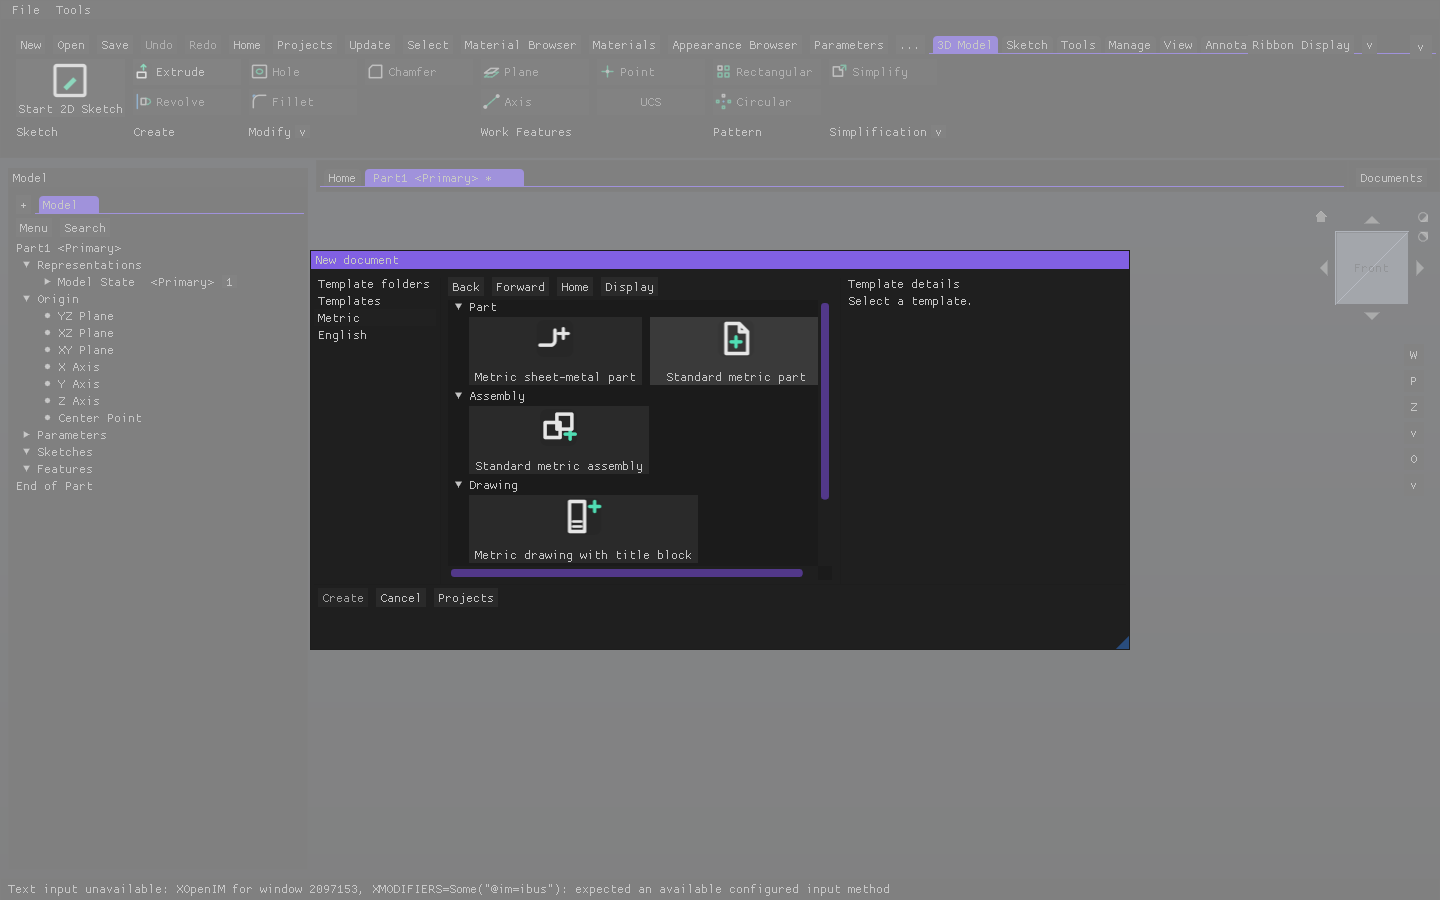 File Tools
New Open Save Undo Redo Home Projects Update Select Material Browser Materials Appearance Browser Parameters ... 3D Model Sketch Tools Manage View Annota Ribbon Display v v
Extrude Hole Chamfer Plane Point Rectangular Simplify
Start 2D Sketch Revolve Fillet Axis UCS Circular
Sketch Create Modify v Work Features Pattern Simplification v
Model
Home Part1 <Primary> * Documents
+ Model
Menu Search
Part1 <Primary>
Representations
Model State <Primary> 1
Origin
YZ Plane
XZ Plane
XY Plane
X Axis
Y Axis
Z Axis
Center Point
Parameters
Sketches
Features
End of Part
New document
Template folders
Templates
Metric
English
Back Forward Home Display
Part
Metric sheet-metal part Standard metric part
Assembly
Standard metric assembly
Drawing
Metric drawing with title block
Template details
Select a template.
Create Cancel Projects
Front
W
P
Z
v
O
v
Text input unavailable: XOpenIM for window 2097153, XMODIFIERS=Some("@im=ibus"): expected an available configured input method